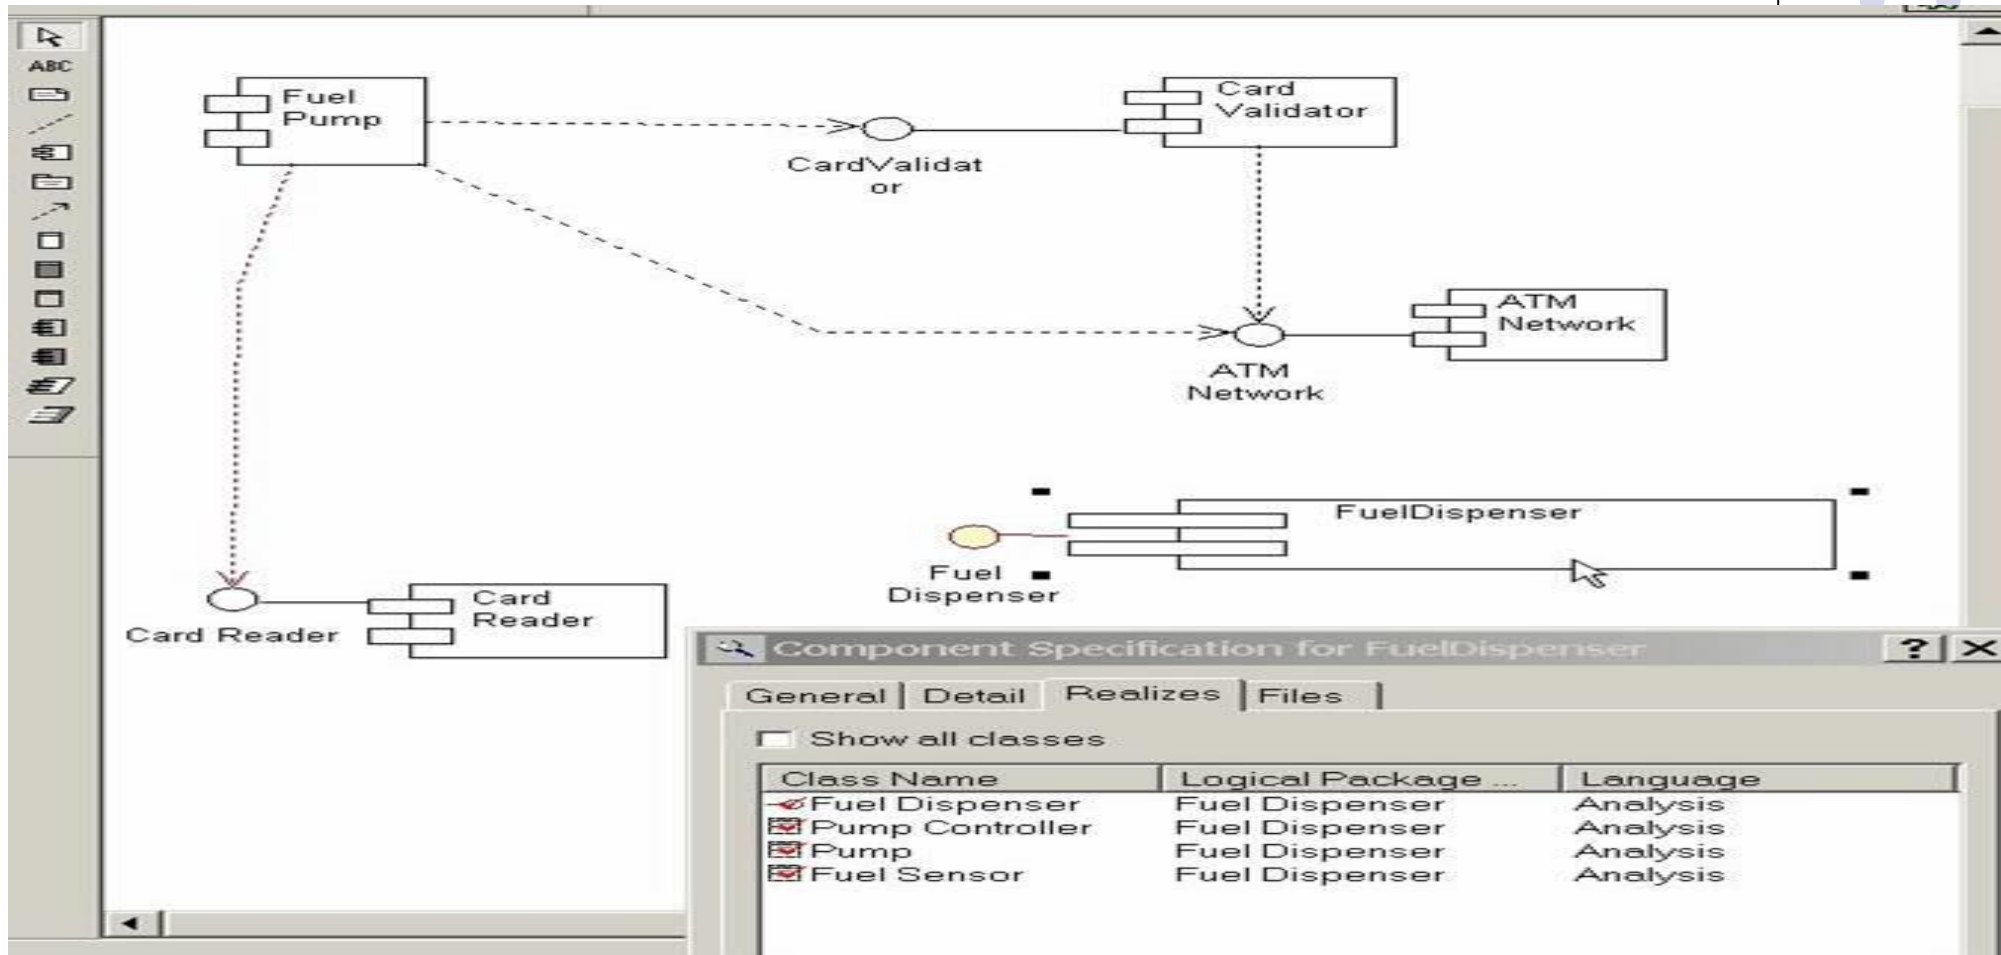 ABC
Fuel
Pump
CardValidat
or
Card
Validator
ATM
Network
ATM
Network
FuelDispenser
Fuel
Dispenser
Card Reader
Card
Reader
Component Specification for FuelDispenser
General Detail Realizes Files
Show all classes
Class Name Logical Package ... Language
Fuel Dispenser Fuel Dispenser Analysis
Pump Controller Fuel Dispenser Analysis
Pump Fuel Dispenser Analysis
Fuel Sensor Fuel Dispenser Analysis